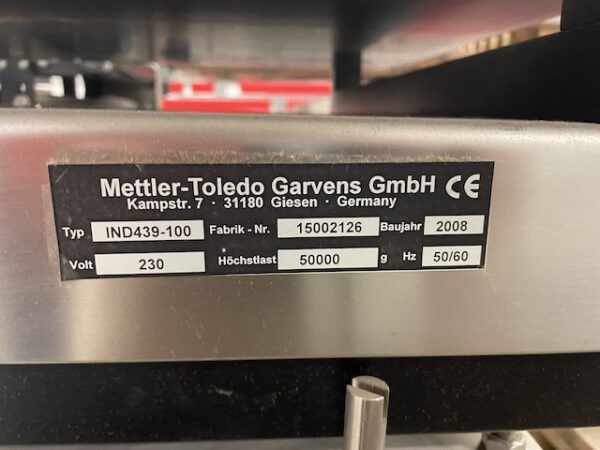 Mettler-Toledo Garvens GmbH CE
Kampstr. 7 · 31180 Giesen · Germany
Typ IND439-100 Fabrik - Nr. 15002126 Baujahr 2008
Volt 230 Höchstlast 50000 g Hz 50/60